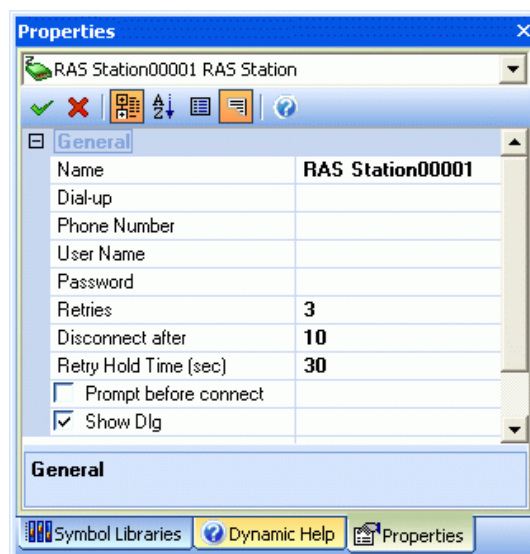 Properties
RAS Station00001 RAS Station
General
Name RAS Station00001
Dial-up
Phone Number
User Name
Password
Retries 3
Disconnect after 10
Retry Hold Time (sec) 30
Prompt before connect
Show Dlg
General
Symbol Libraries Dynamic Help Properties